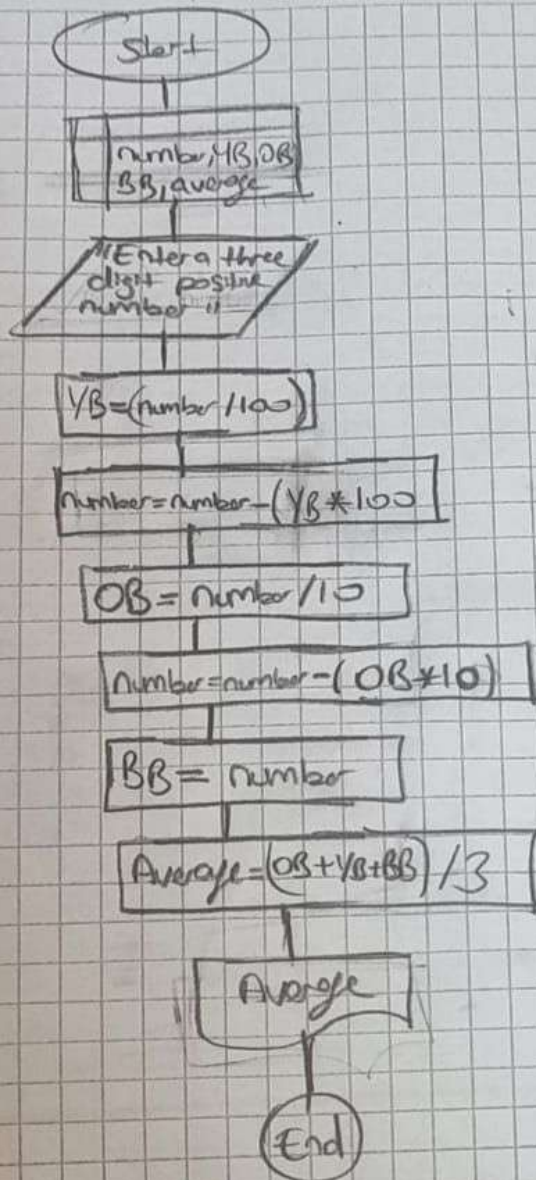 Start
number, YB, OB
BB, average
"Enter a three
digit positive
number"
YB=(number/100)
number=number-(YB*100
OB= number/10
number=number-(OB*10)
BB= number
Average=(OB+YB+BB)/3
Average
End